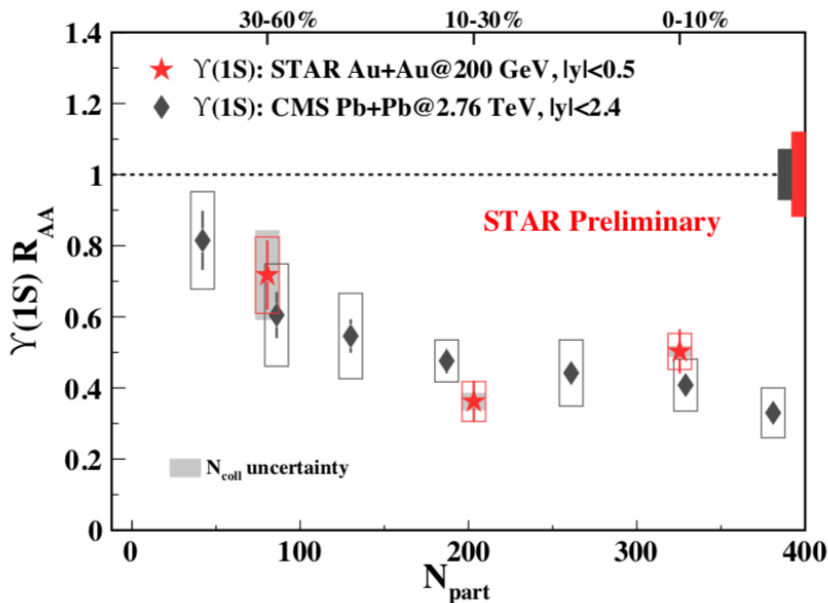 30-60% 10-30% 0-10%
1.4
ϒ(1S): STAR Au+Au@200 GeV, |y|<0.5
1.2
ϒ(1S): CMS Pb+Pb@2.76 TeV, |y|<2.4
1
STAR Preliminary
0.8
0.6
0.4
0.2
N_coll uncertainty
0
0 100 200 300 400
N_part
ϒ(1S) R_AA